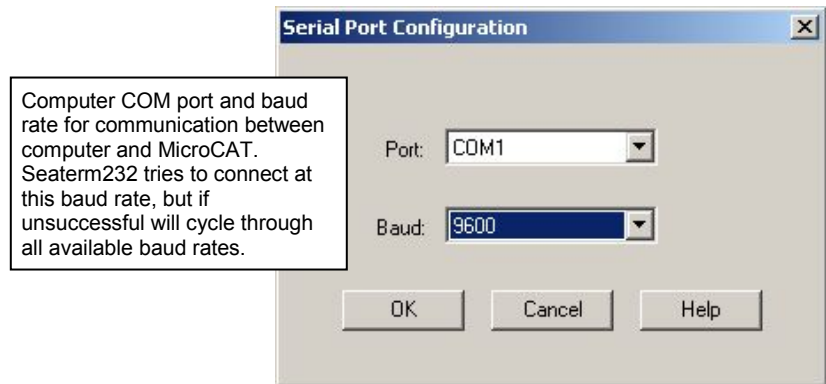 Serial Port Configuration
Computer COM port and baud
rate for communication between
computer and MicroCAT.
Seaterm232 tries to connect at
this baud rate, but if
unsuccessful will cycle through
all available baud rates.
Port: COM1
Baud: 9600
OK Cancel Help